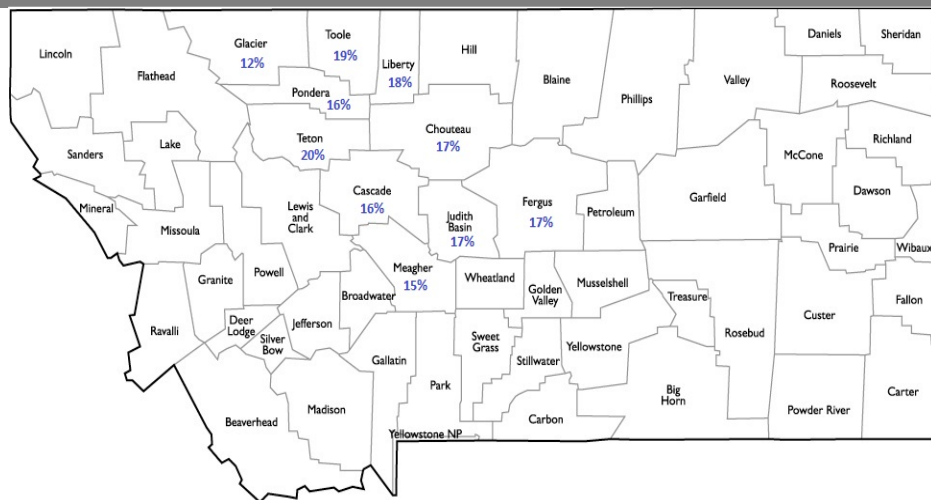 Lincoln
Flathead
Glacier
12%
Toole
19%
Liberty
18%
Hill
Blaine
Phillips
Valley
Daniels
Sheridan
Roosevelt
Pondera
16%
Teton
20%
Chouteau
17%
Sanders
Lake
McCone
Richland
Dawson
Mineral
Missoula
Lewis
and
Clark
Cascade
16%
Judith
Basin
17%
Fergus
17%
Petroleum
Garfield
Prairie
Wibaux
Granite
Powell
Broadwater
Meagher
15%
Wheatland
Golden
Valley
Musselshell
Treasure
Rosebud
Custer
Fallon
Ravalli
Deer
Lodge
Silver
Bow
Jefferson
Gallatin
Park
Sweet
Grass
Stillwater
Yellowstone
Big
Horn
Powder River
Carter
Beaverhead
Madison
Carbon
Yellowstone NP